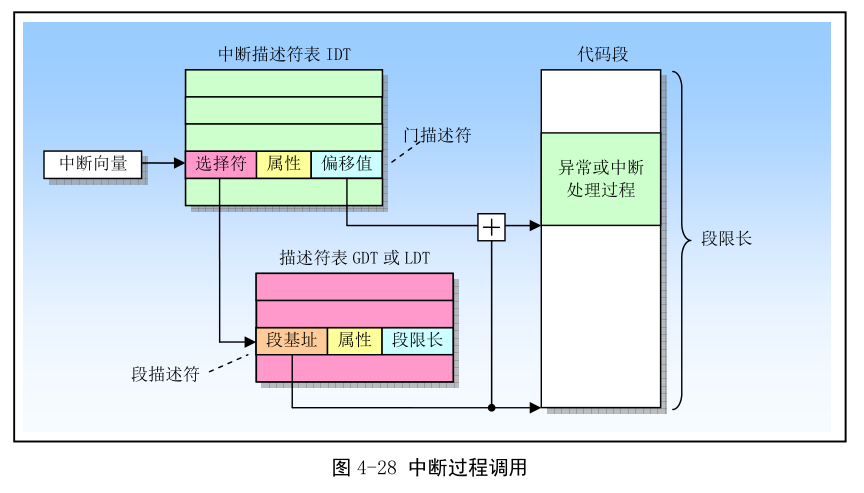 中断描述符表 IDT
代码段
门描述符
中断向量
选择符
属性
偏移值
异常或中断
处理过程
+
段限长
描述符表 GDT 或 LDT
段基址
属性
段限长
段描述符
图 4-28 中断过程调用